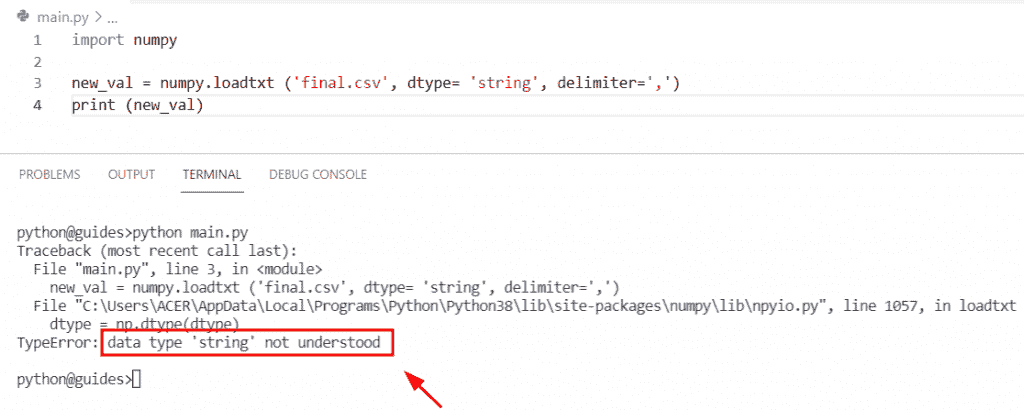 main.py > ...
1 import numpy
2
3 new_val = numpy.loadtxt ('final.csv', dtype= 'string', delimiter=',')
4 print (new_val)
PROBLEMS OUTPUT TERMINAL DEBUG CONSOLE
python@guides>python main.py
Traceback (most recent call last):
  File "main.py", line 3, in <module>
    new_val = numpy.loadtxt ('final.csv', dtype= 'string', delimiter=',')
  File "C:\Users\ACER\AppData\Local\Programs\Python\Python38\lib\site-packages\numpy\lib\npyio.py", line 1057, in loadtxt
    dtype = np.dtype(dtype)
TypeError: data type 'string' not understood
python@guides>